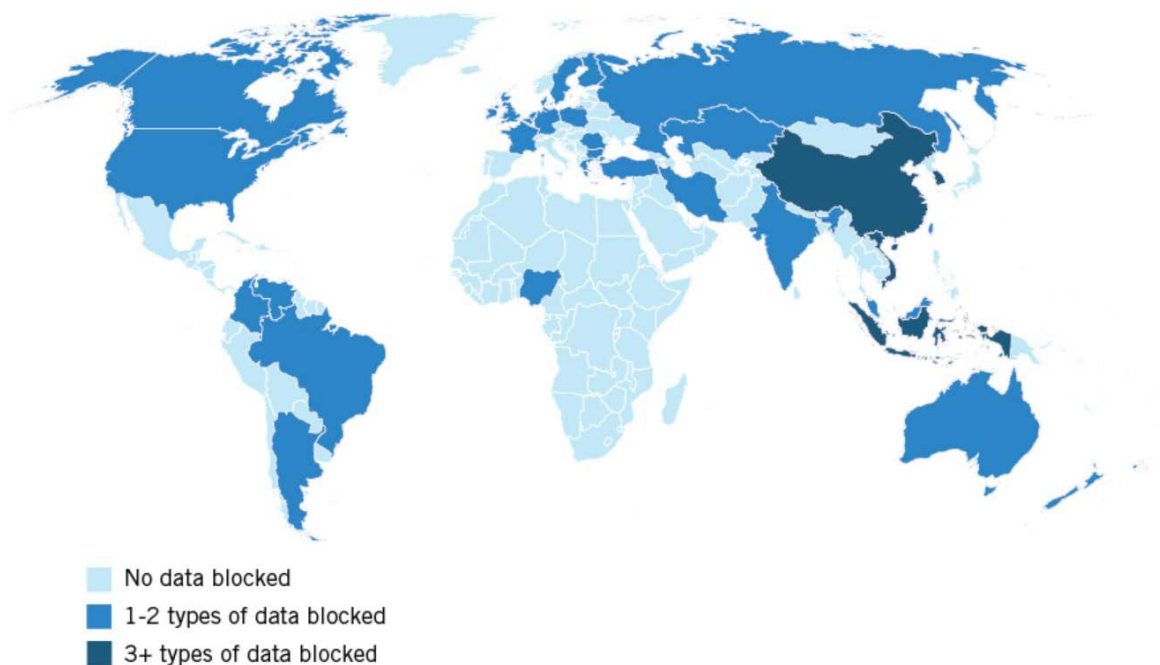 No data blocked
1-2 types of data blocked
3+ types of data blocked